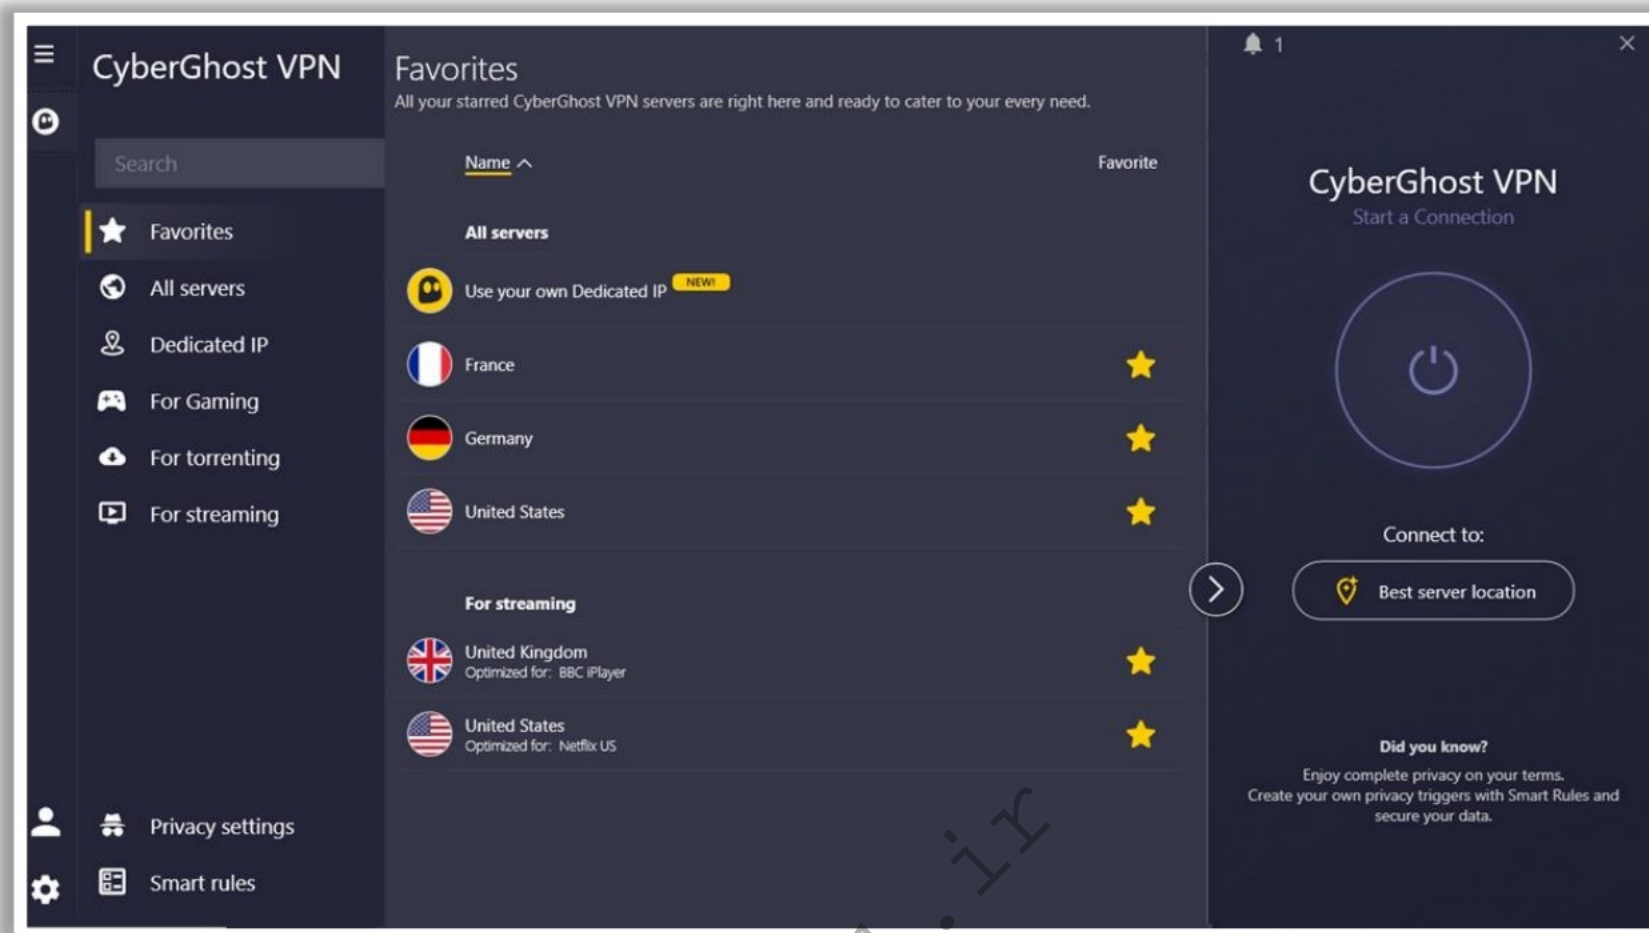 CyberGhost VPN
Search
Favorites
All servers
Dedicated IP
For Gaming
For torrenting
For streaming
Privacy settings
Smart rules
Favorites
All your starred CyberGhost VPN servers are right here and ready to cater to your every need.
Name Favorite
All servers
Use your own Dedicated IP NEW!
France
Germany
United States
For streaming
United Kingdom
Optimized for: BBC iPlayer
United States
Optimized for: Netflix US
1
CyberGhost VPN
Start a Connection
Connect to:
Best server location
Did you know?
Enjoy complete privacy on your terms.
Create your own privacy triggers with Smart Rules and
secure your data.
.ir